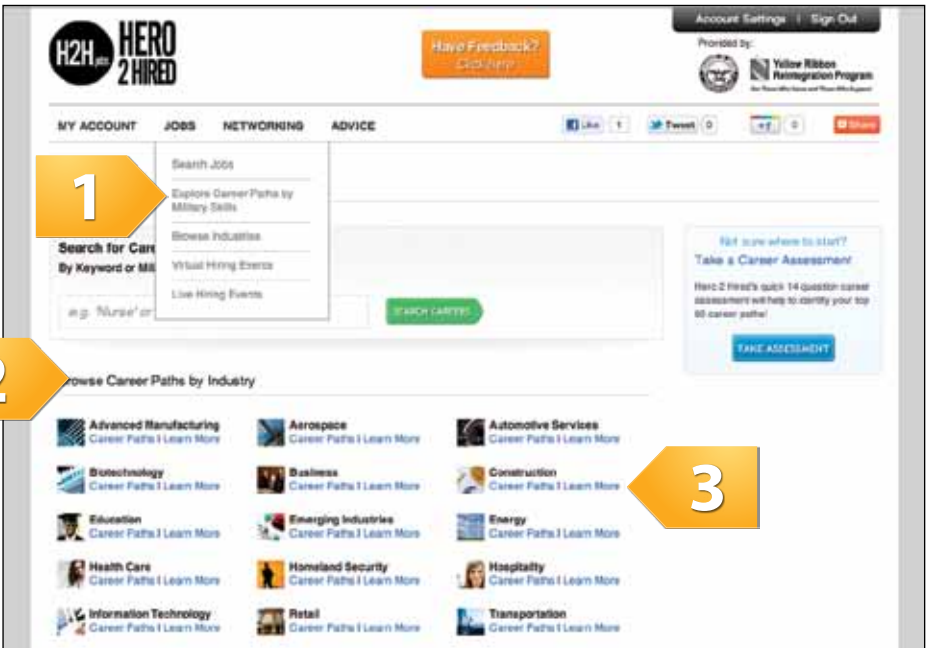 Account Settings | Sign Out
H2H.jobs HERO
2 HIRED
Have Feedback?
Click here
Provided by:
Yellow Ribbon
Reintegration Program
MY ACCOUNT JOBS NETWORKING ADVICE
Like 1 Tweet 0 +1 0 Share
1
Search Jobs
Explore Career Paths by
Military Skills
Browse Industries
Virtual Hiring Events
Live Hiring Events
Search for Care
By Keyword or Mil
e.g. 'Nurse' or
SEARCH CAREERS
Not sure where to start?
Take a Career Assessment
Hero 2 Hired's quick 14 question career
assessment will help to identify your top
career paths!
TAKE ASSESSMENT
2
rowse Career Paths by Industry
Advanced Manufacturing
Career Paths | Learn More
Aerospace
Career Paths | Learn More
Automotive Services
Career Paths | Learn More
Biotechnology
Career Paths | Learn More
Business
Career Paths | Learn More
Construction
Career Paths | Learn More
3
Education
Career Paths | Learn More
Emerging Industries
Career Paths | Learn More
Energy
Career Paths | Learn More
Health Care
Career Paths | Learn More
Homeland Security
Career Paths | Learn More
Hospitality
Career Paths | Learn More
Information Technology
Career Paths | Learn More
Retail
Career Paths | Learn More
Transportation
Career Paths | Learn More